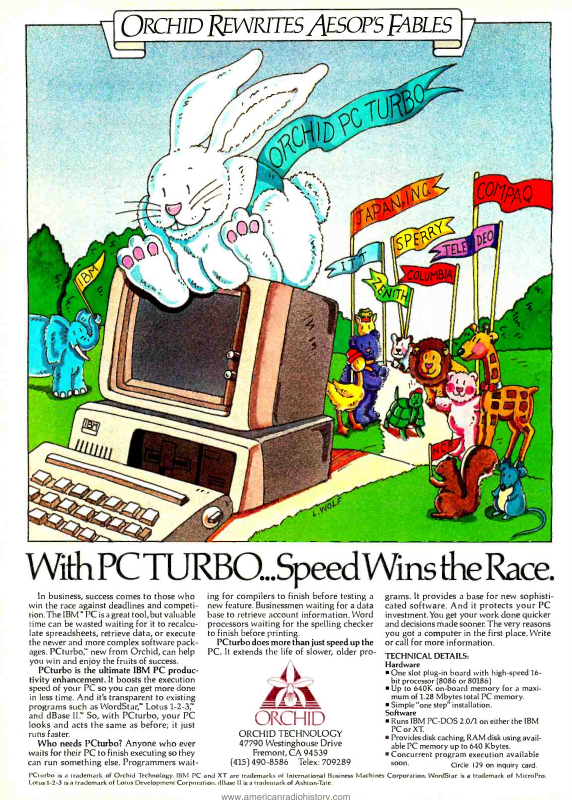 ORCHID REWRITES AESOP'S FABLES
ORCHID PC TURBO
JAPAN, INC.
COMPAQ
SPERRY
TELEVIDEO
ITT
COLUMBIA
ZENITH
IBM
IBM
NCR
L. WOLF
With PC TURBO...Speed Wins the Race.
In business, success comes to those who
win the race against deadlines and competi-
tion. The IBM™ PC is a great tool, but valuable
time can be wasted waiting for it to recalcu-
late spreadsheets, retrieve data, or execute
the newer and more complex software pack-
ages. PCturbo,™ new from Orchid, can help
you win and enjoy the fruits of success.
PCturbo is the ultimate IBM PC produc-
tivity enhancement. It boosts the execution
speed of your PC so you can get more done
in less time. And it's transparent to existing
programs such as WordStar,™ Lotus 1-2-3,™
and dBase II.™ So, with PCturbo, your PC
looks and acts the same as before; it just
runs faster.
Who needs PCturbo? Anyone who ever
waits for their PC to finish executing so they
can run something else. Programmers wait-
ing for compilers to finish before testing a
new feature. Businessmen waiting for a data
base to retrieve account information. Word
processors waiting for the spelling checker
to finish before printing.
PCturbo does more than just speed up the
PC. It extends the life of slower, older pro-
grams. It provides a base for new sophisti-
cated software. And it protects your PC
investment. You get your work done quicker
and decisions made sooner. The very reasons
you got a computer in the first place. Write
or call for more information.
ORCHID
ORCHID TECHNOLOGY
47790 Westinghouse Drive
Fremont, CA 94539
(415) 490-8586 Telex: 709289
TECHNICAL DETAILS:
Hardware
■ One slot plug-in board with high-speed 16-
bit processor (8086 or 80186)
■ Up to 640K on-board memory for a maxi-
mum of 1.28 Mbytes total PC memory.
■ Simple "one step" installation.
Software
■ Runs IBM PC-DOS 2.0/1 on either the IBM
PC or XT.
■ Provides disk caching, RAM disk using avail-
able PC memory up to 640 Kbytes.
■ Concurrent program execution available
soon.
Circle 129 on inquiry card.
PCturbo is a trademark of Orchid Technology. IBM PC and XT are trademarks of International Business Machines Corporation. WordStar is a trademark of MicroPro.
Lotus 1-2-3 is a trademark of Lotus Development Corporation. dBase II is a trademark of Ashton-Tate.
www.americanradiohistory.com